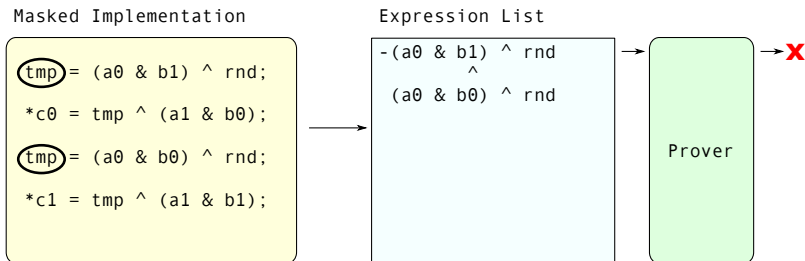 Masked Implementation
tmp = (a0 & b1) ^ rnd;
*c0 = tmp ^ (a1 & b0);
tmp = (a0 & b0) ^ rnd;
*c1 = tmp ^ (a1 & b1);
Expression List
-(a0 & b1) ^ rnd
^
(a0 & b0) ^ rnd
Prover
x